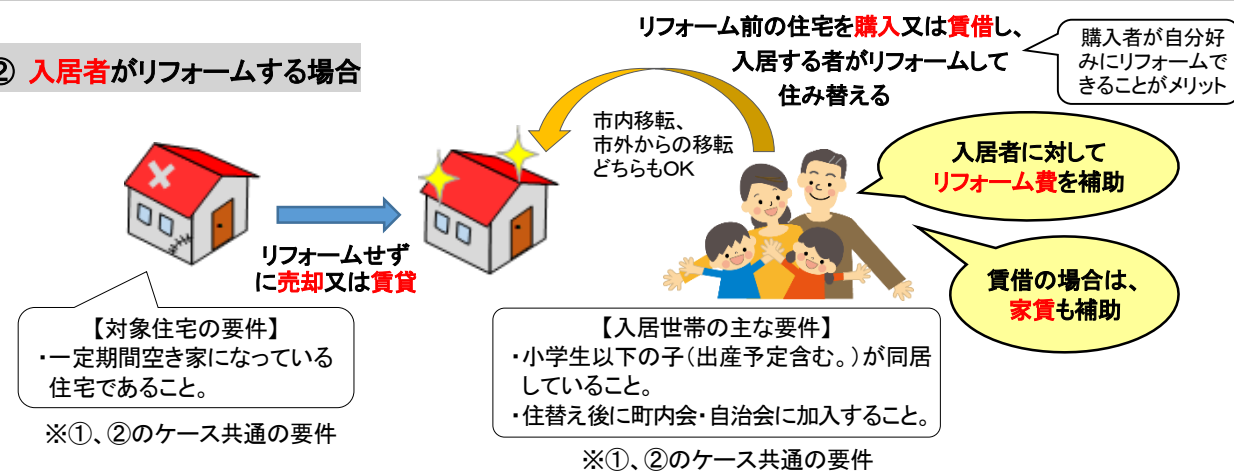 ② 入居者がリフォームする場合
リフォーム前の住宅を購入又は賃借し、
入居する者がリフォームして
住み替える
購入者が自分好
みにリフォームで
きることがメリット
市内移転、
市外からの移転
どちらもOK
入居者に対して
リフォーム費を補助
リフォームせず
に売却又は賃貸
賃借の場合は、
家賃も補助
【対象住宅の要件】
・一定期間空き家になっている
住宅であること。
※①、②のケース共通の要件
【入居世帯の主な要件】
・小学生以下の子(出産予定含む。)が同居
していること。
・住替え後に町内会・自治会に加入すること。
※①、②のケース共通の要件